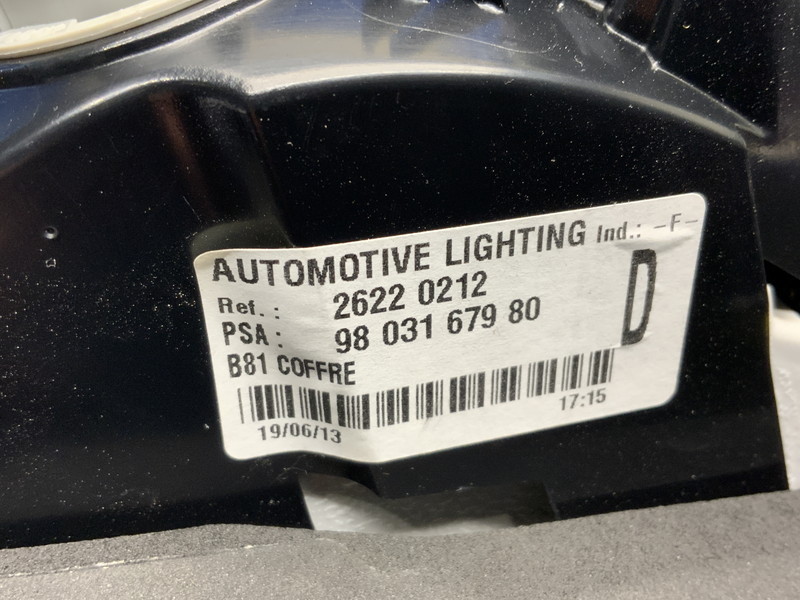 AUTOMOTIVE LIGHTING Ind.: -F-
Ref.: 2622 0212
PSA: 98 031 679 80
D
B81 COFFRE
19/06/13 17:15